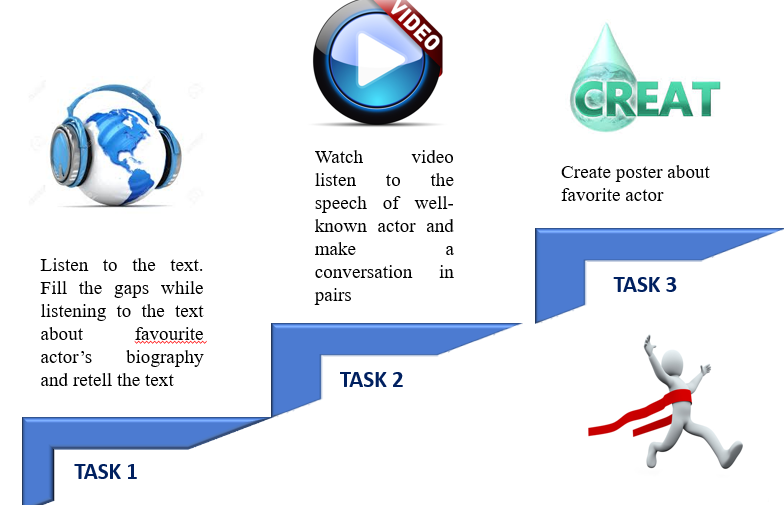 Listen to the text.
Fill the gaps while
listening to the text
about favourite
actor's biography
and retell the text
TASK 1
VIDEO
Watch video
listen to the
speech of well-
known actor and
make a
conversation in
pairs
TASK 2
CREAT
Create poster about
favorite actor
TASK 3